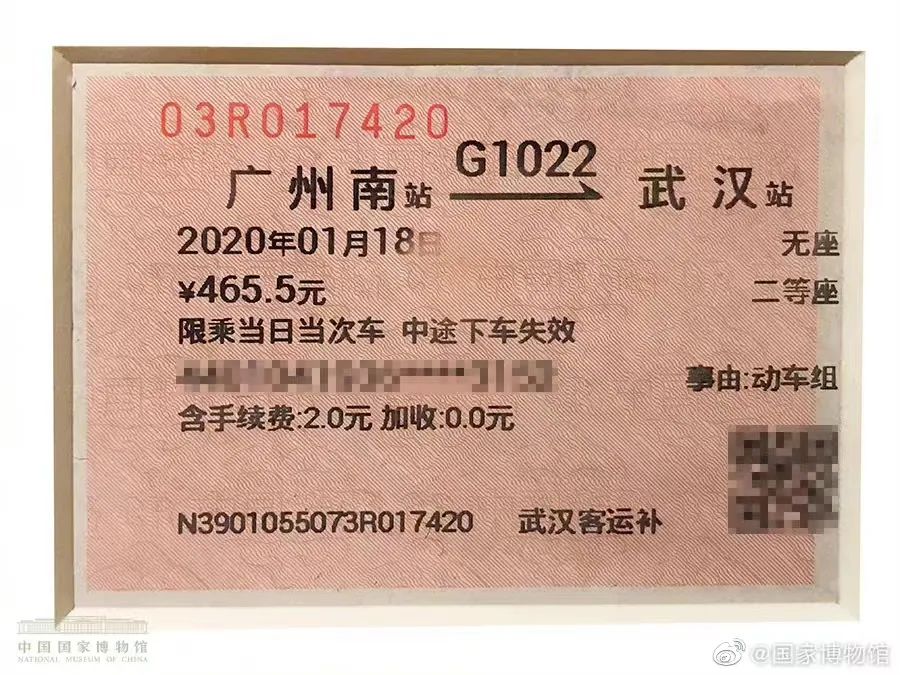 03R017420
G1022
广州南站 武汉站
2020年01月18日 无座
¥465.5元 二等座
限乘当日当次车 中途下车失效
事由:动车组
含手续费:2.0元 加收:0.0元
N3901055073R017420 武汉客运补
中国国家博物馆
NATIONAL MUSEUM OF CHINA
@国家博物馆